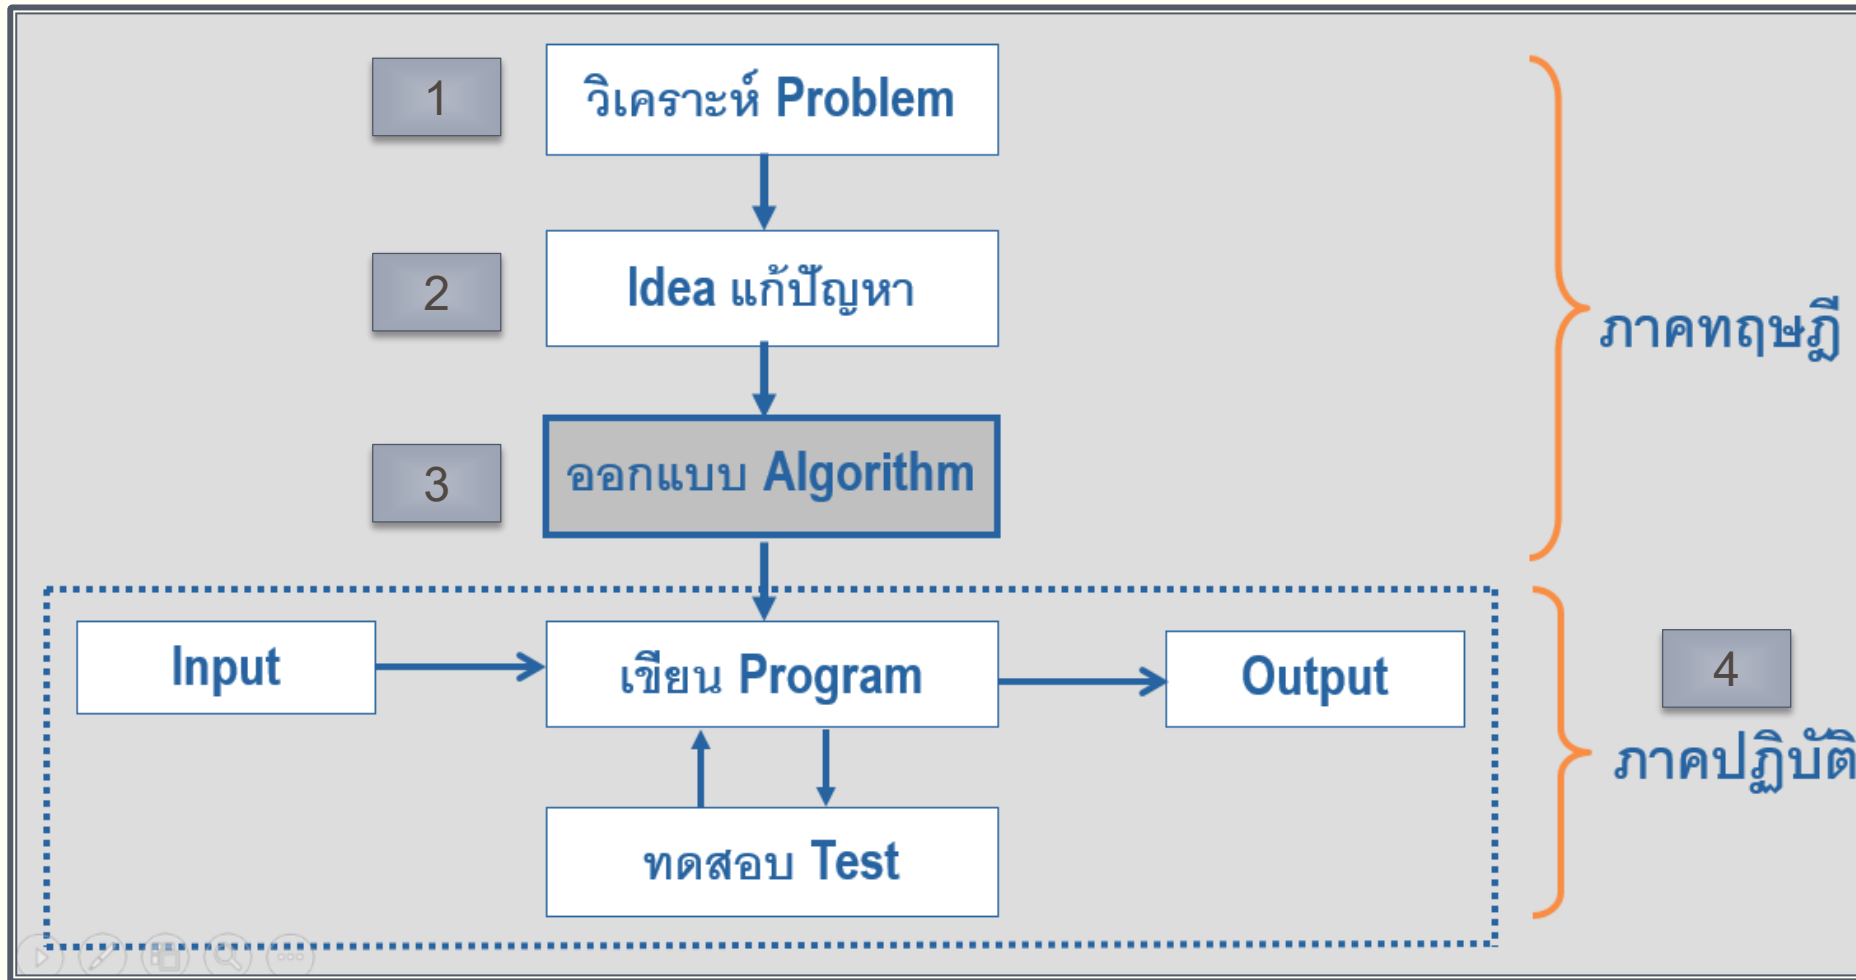 1
วิเคราะห์ Problem
2
Idea แก้ปัญหา
ภาคทฤษฎี
3
ออกแบบ Algorithm
Input
เขียน Program
Output
4
ภาคปฏิบัติ
ทดสอบ Test